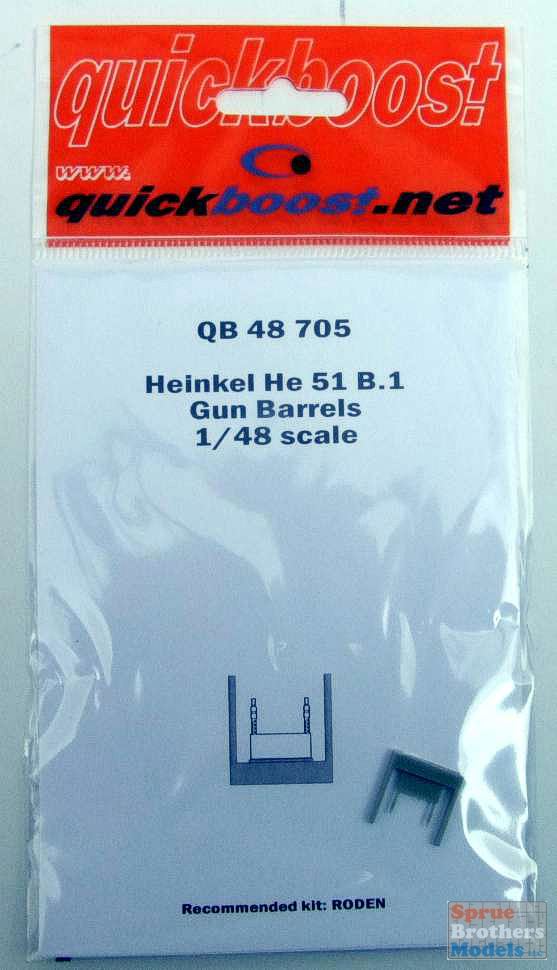 quickboost
www.
quickboost.net
QB 48 705
Heinkel He 51 B.1
Gun Barrels
1/48 scale
Recommended kit: RODEN
Sprue
Brothers
Models LLC